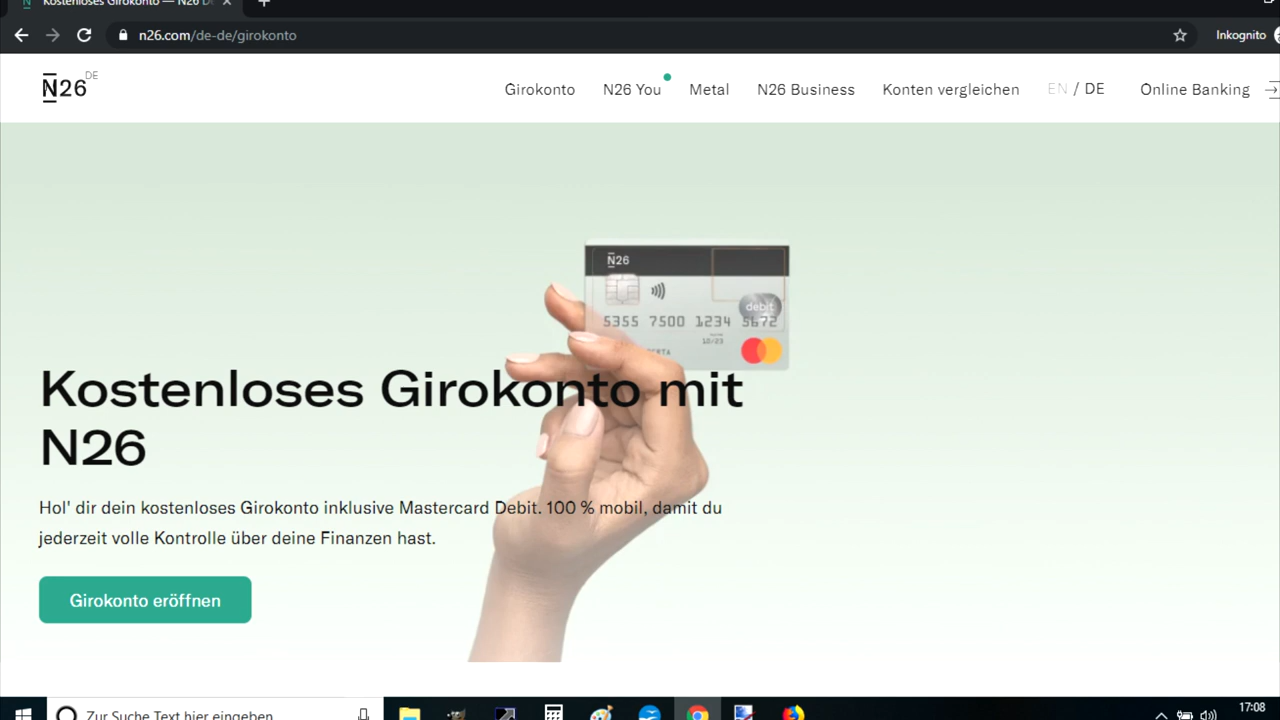 Kostenloses Girokonto — N26 D
n26.com/de-de/girokonto
Inkognito
N26 DE
Girokonto
N26 You
Metal
N26 Business
Konten vergleichen
EN / DE
Online Banking
N26
debit
5355 7500 1234 5672
10/23
Kostenloses Girokonto mit
N26
Hol' dir dein kostenloses Girokonto inklusive Mastercard Debit. 100 % mobil, damit du
jederzeit volle Kontrolle über deine Finanzen hast.
Girokonto eröffnen
Zur Suche Text hier eingeben
17:08